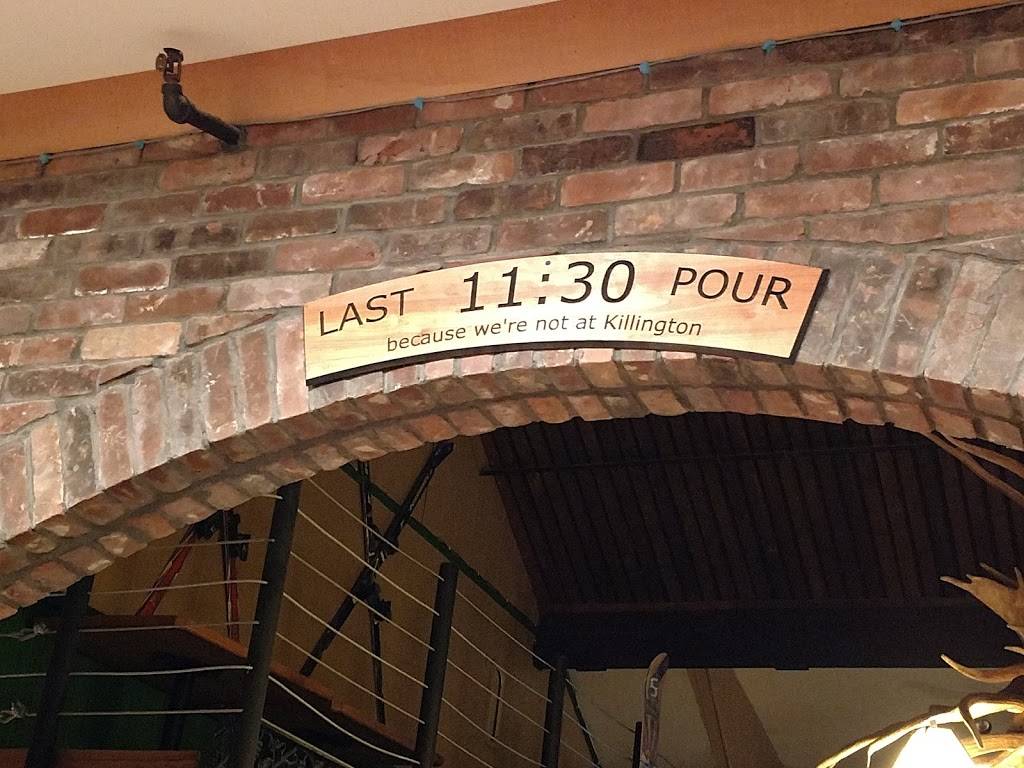 LAST 11:30 POUR
because we're not at Killington